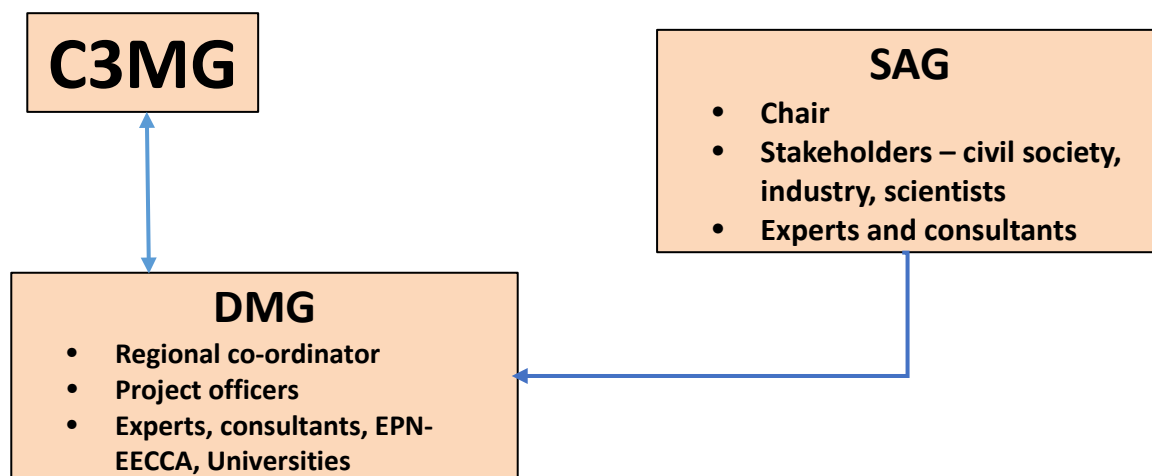 C3MG
SAG
• Chair
• Stakeholders – civil society,
industry, scientists
• Experts and consultants
DMG
• Regional co-ordinator
• Project officers
• Experts, consultants, EPN-
EECCA, Universities